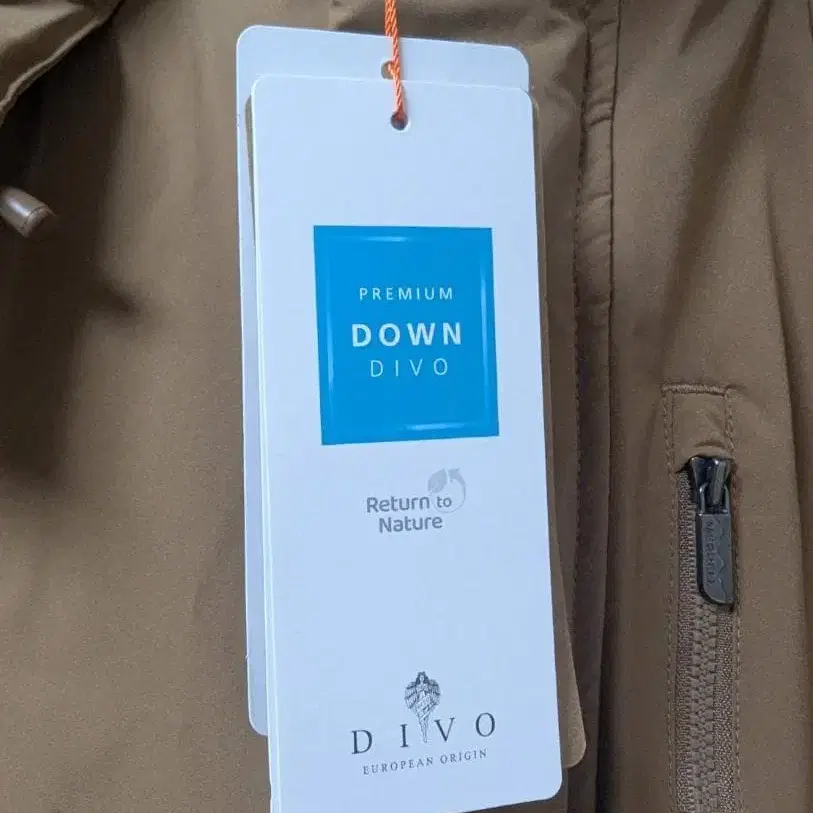 PREMIUM
DOWN
DIVO
Return to
Nature
DIVO
EUROPEAN ORIGIN